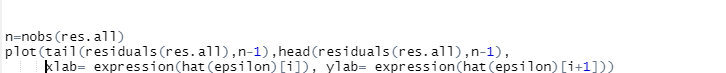 n=nobs(res.all)
plot(tail(residuals(res.all),n-1),head(residuals(res.all),n-1),
xlab= expression(hat(epsilon)[i]), ylab= expression(hat(epsilon)[i+1]))